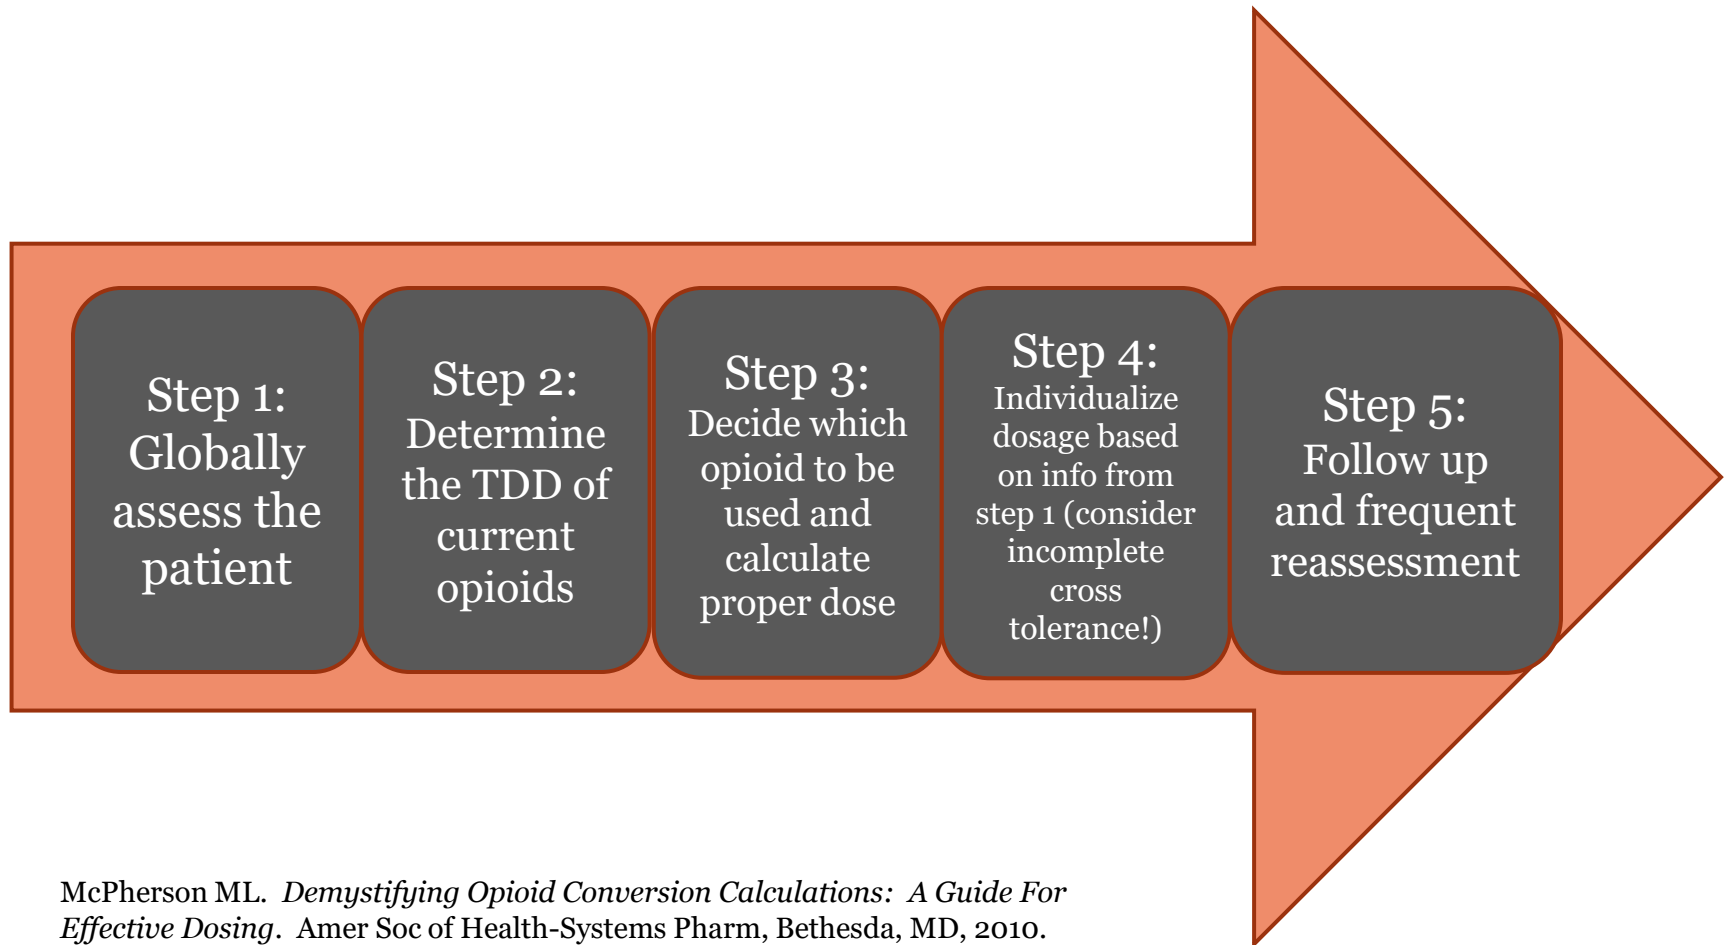 Step 1:
Globally
assess the
patient
Step 2:
Determine
the TDD of
current
opioids
Step 3:
Decide which
opioid to be
used and
calculate
proper dose
Step 4:
Individualize
dosage based
on info from
step 1 (consider
incomplete
cross
tolerance!)
Step 5:
Follow up
and frequent
reassessment
McPherson ML.  Demystifying Opioid Conversion Calculations:  A Guide For
Effective Dosing.  Amer Soc of Health-Systems Pharm, Bethesda, MD, 2010.